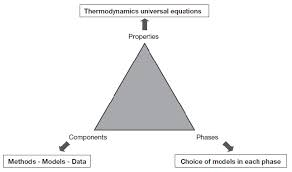 Thermodynamics universal equations
Properties
Components
Phases
Methods - Models - Data
Choice of models in each phase